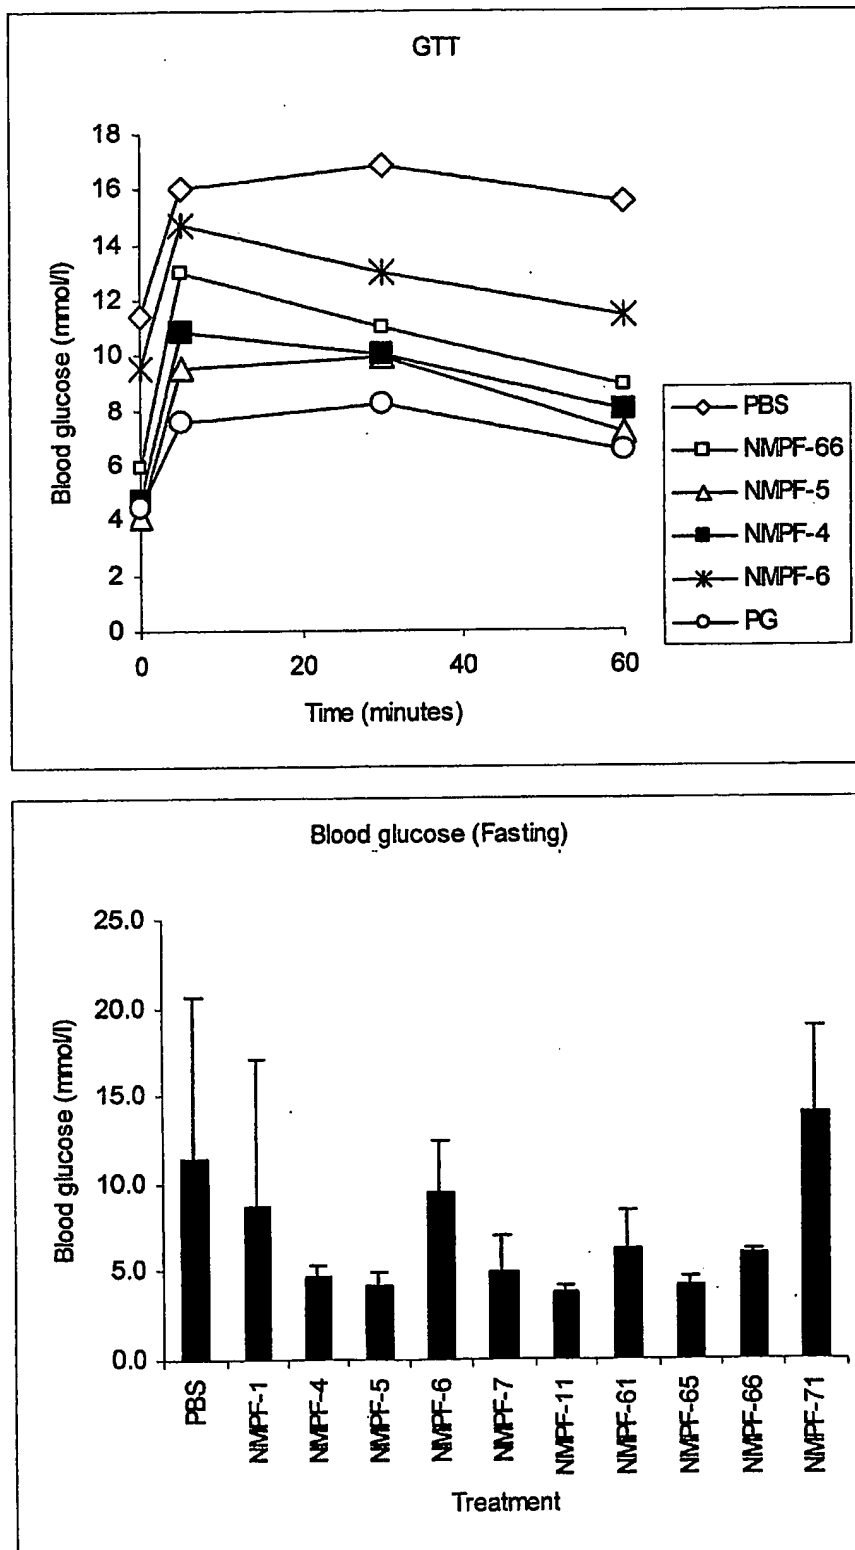 GTT
Blood glucose (mmol/l)
18
16
14
12
10
8
6
4
2
0
0 20 40 60
Time (minutes)
PBS
NMPF-66
NMPF-5
NMPF-4
NMPF-6
PG
Blood glucose (Fasting)
Blood glucose (mmol/l)
25.0
20.0
15.0
10.0
5.0
0.0
PBS
NMPF-1
NMPF-4
NMPF-5
NMPF-6
NMPF-7
NMPF-11
NMPF-61
NMPF-65
NMPF-66
NMPF-71
Treatment